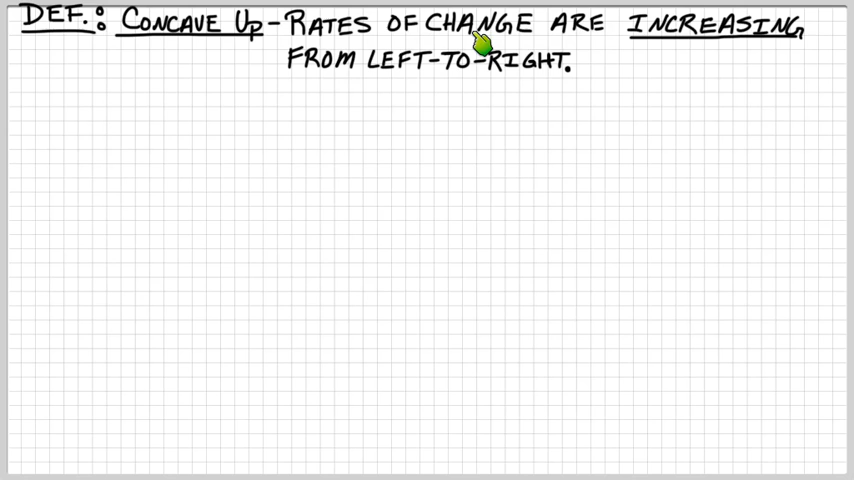 DEF.: CONCAVE UP - RATES OF CHANGE ARE INCREASING
FROM LEFT-TO-RIGHT.